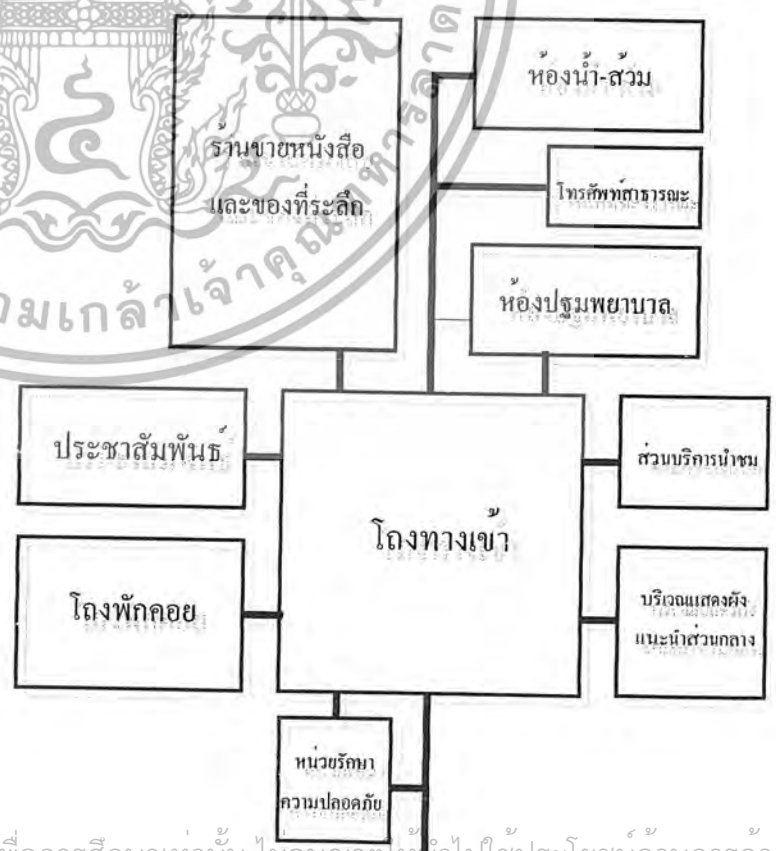 ห้องน้ำ-ส้วม
ร้านขายหนังสือ
และของที่ระลึก
โทรศัพท์สาธารณะ
ห้องปฐมพยาบาล
ประชาสัมพันธ์
ส่วนบริการนำชม
โถงทางเข้า
โถงพักคอย
บริเวณแสดงผัง
แนะนำส่วนกลาง
หน่วยรักษา
ความปลอดภัย